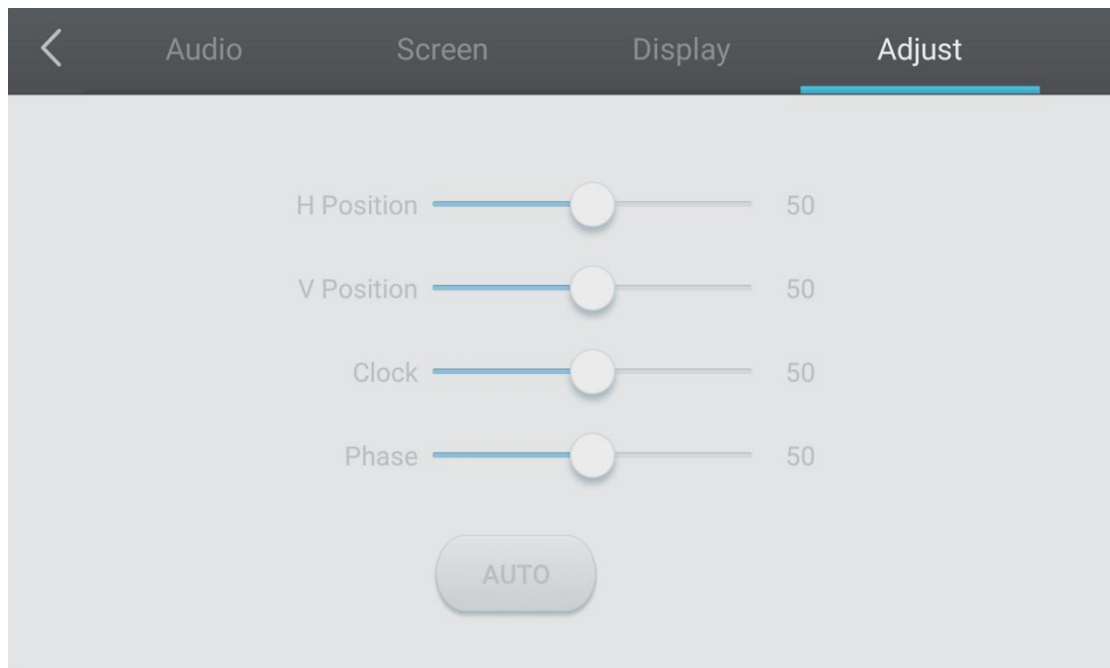 Audio Screen Display Adjust
H Position 50
V Position 50
Clock 50
Phase 50
AUTO